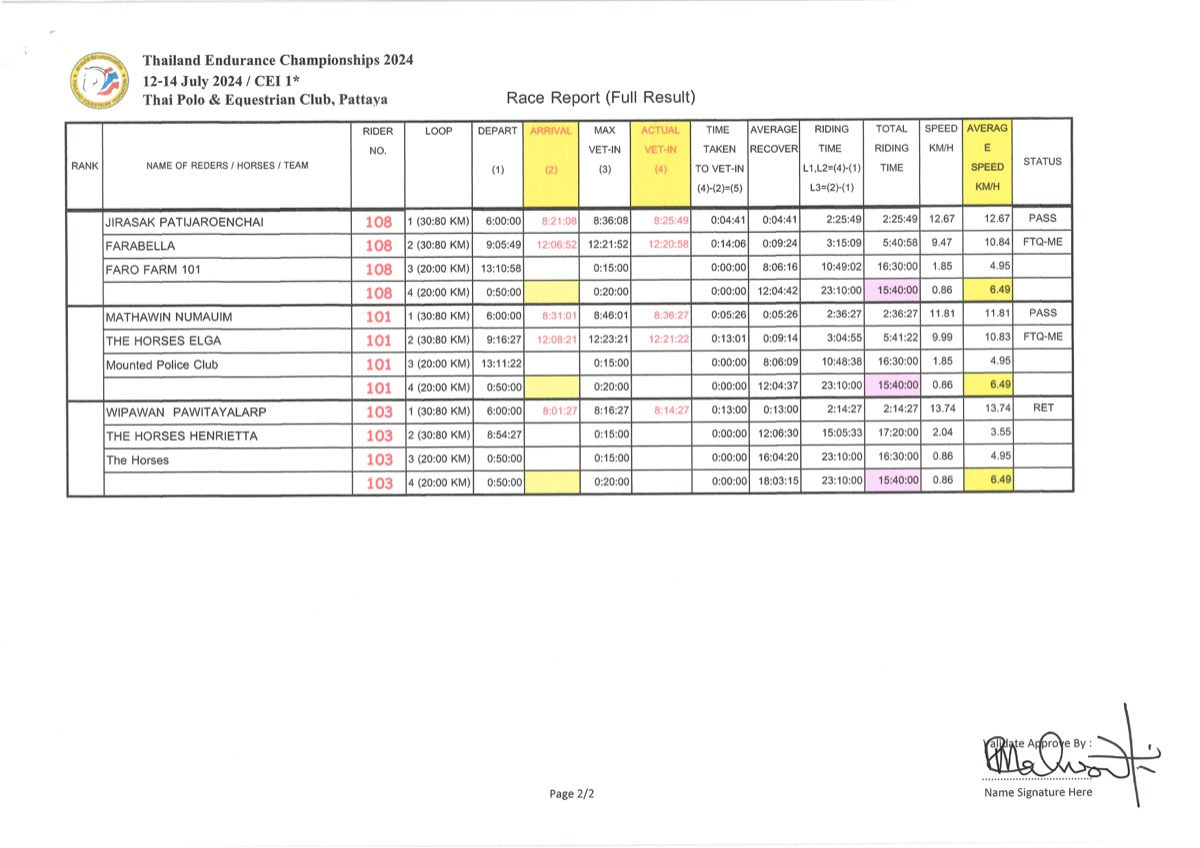 Thailand Endurance Championships 2024
12-14 July 2024 / CEI 1*
Thai Polo & Equestrian Club, Pattaya
Race Report (Full Result)
RANK NAME OF REDERS / HORSES / TEAM RIDER NO. LOOP DEPART (1) ARRIVAL (2) MAX VET-IN (3) ACTUAL VET-IN (4) TIME TAKEN TO VET-IN (4)-(2)=(5) AVERAGE RECOVER RIDING TIME L1,L2=(4)-(1) L3=(2)-(1) TOTAL RIDING TIME SPEED KM/H AVERAGE SPEED KM/H STATUS
JIRASAK PATIJAROENCHAI 108 1 (30:80 KM) 6:00:00 8:21:08 8:36:08 8:25:49 0:04:41 0:04:41 2:25:49 2:25:49 12.67 12.67 PASS
FARABELLA 108 2 (30:80 KM) 9:05:49 12:06:52 12:21:52 12:20:58 0:14:06 0:09:24 3:15:09 5:40:58 9.47 10.84 FTQ-ME
FARO FARM 101 108 3 (20:00 KM) 13:10:58 0:15:00 0:00:00 8:06:16 10:49:02 16:30:00 1.85 4.95
108 4 (20:00 KM) 0:50:00 0:20:00 0:00:00 12:04:42 23:10:00 15:40:00 0.86 6.49
MATHAWIN NUMAUIM 101 1 (30:80 KM) 6:00:00 8:31:01 8:46:01 8:36:27 0:05:26 0:05:26 2:36:27 2:36:27 11.81 11.81 PASS
THE HORSES ELGA 101 2 (30:80 KM) 9:16:27 12:08:21 12:23:21 12:21:22 0:13:01 0:09:14 3:04:55 5:41:22 9.99 10.83 FTQ-ME
Mounted Police Club 101 3 (20:00 KM) 13:11:22 0:15:00 0:00:00 8:06:09 10:48:38 16:30:00 1.85 4.95
101 4 (20:00 KM) 0:50:00 0:20:00 0:00:00 12:04:37 23:10:00 15:40:00 0.86 6.49
WIPAWAN PAWITAYALARP 103 1 (30:80 KM) 6:00:00 8:01:27 8:16:27 8:14:27 0:13:00 0:13:00 2:14:27 2:14:27 13.74 13.74 RET
THE HORSES HENRIETTA 103 2 (30:80 KM) 8:54:27 0:15:00 0:00:00 12:06:30 15:05:33 17:20:00 2.04 3.55
The Horses 103 3 (20:00 KM) 0:50:00 0:15:00 0:00:00 16:04:20 23:10:00 16:30:00 0.86 4.95
103 4 (20:00 KM) 0:50:00 0:20:00 0:00:00 18:03:15 23:10:00 15:40:00 0.86 6.49
Validate Approve By :
Name Signature Here
Page 2/2